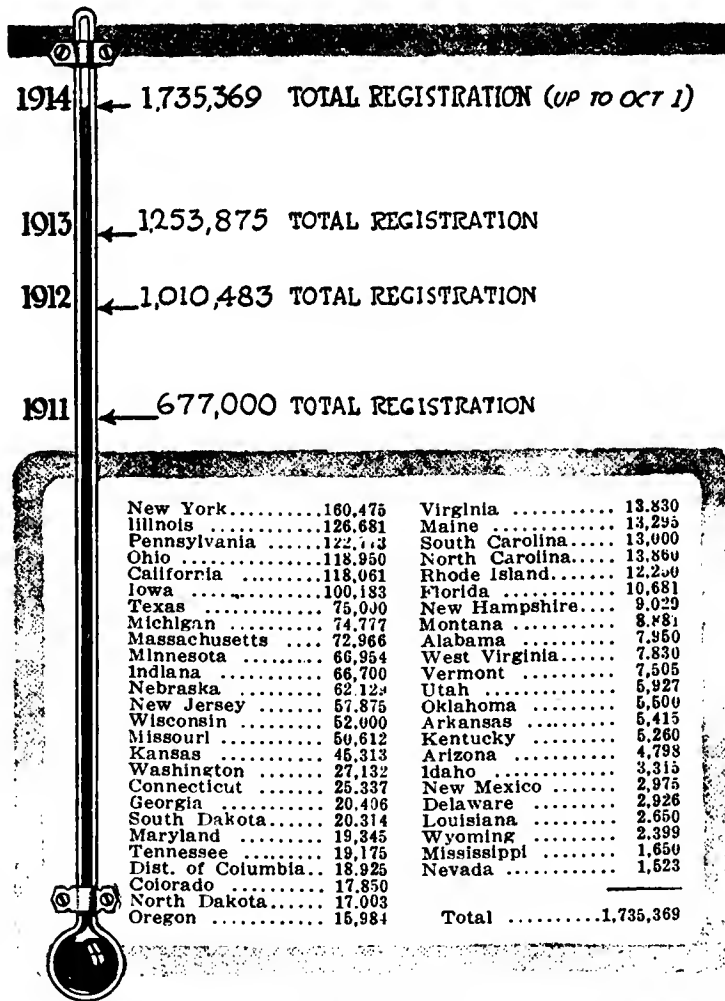 1914 1,735,369 TOTAL REGISTRATION (UP TO OCT 1)
1913 1,253,875 TOTAL REGISTRATION
1912 1,010,483 TOTAL REGISTRATION
1911 677,000 TOTAL REGISTRATION
New York..........160,475
Illinois ............126,681
Pennsylvania ......
Ohio ................118,950
California ..........118,061
Iowa ................100,183
Texas ............. 75,000
Michigan .......... 74,777
Massachusetts .... 72,966
Minnesota ......... 66,954
Indiana ........... 66,700
Nebraska ..........
New Jersey ........ 57,875
Wisconsin ......... 52,000
Missouri .......... 50,612
Kansas ............ 45,313
Washington ....... 27,132
Connecticut ....... 25,337
Georgia ........... 20,406
South Dakota...... 20,314
Maryland .......... 19,345
Tennessee ......... 19,175
Dist. of Columbia.. 18,925
Colorado .......... 17,850
North Dakota...... 17,003
Oregon ............ 15,984
Virginia ........... 13,830
Maine ............. 13,295
South Carolina..... 13,000
North Carolina..... 13,860
Rhode Island...... 12,250
Florida ............ 10,681
New Hampshire.... 9,029
Montana ........... 8,881
Alabama ........... 7,950
West Virginia...... 7,830
Vermont ........... 7,505
Utah ............... 5,927
Oklahoma .......... 5,500
Arkansas .......... 5,415
Kentucky .......... 5,260
Arizona ............ 4,798
Idaho .............. 3,315
New Mexico ........ 2,975
Delaware .......... 2,926
Louisiana .......... 2,650
Wyoming .......... 2,399
Mississippi ......... 1,650
Nevada ............ 1,523
Total ..........1,735,369